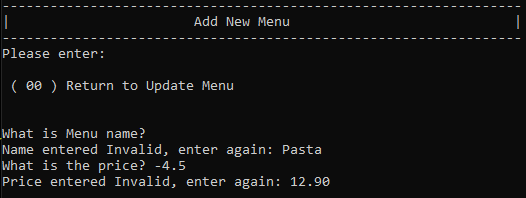 -----------------------------------------------------------------
|                       Add New Menu                            |
-----------------------------------------------------------------
Please enter:
( 00 ) Return to Update Menu
What is Menu name?
Name entered Invalid, enter again: Pasta
What is the price? -4.5
Price entered Invalid, enter again: 12.90